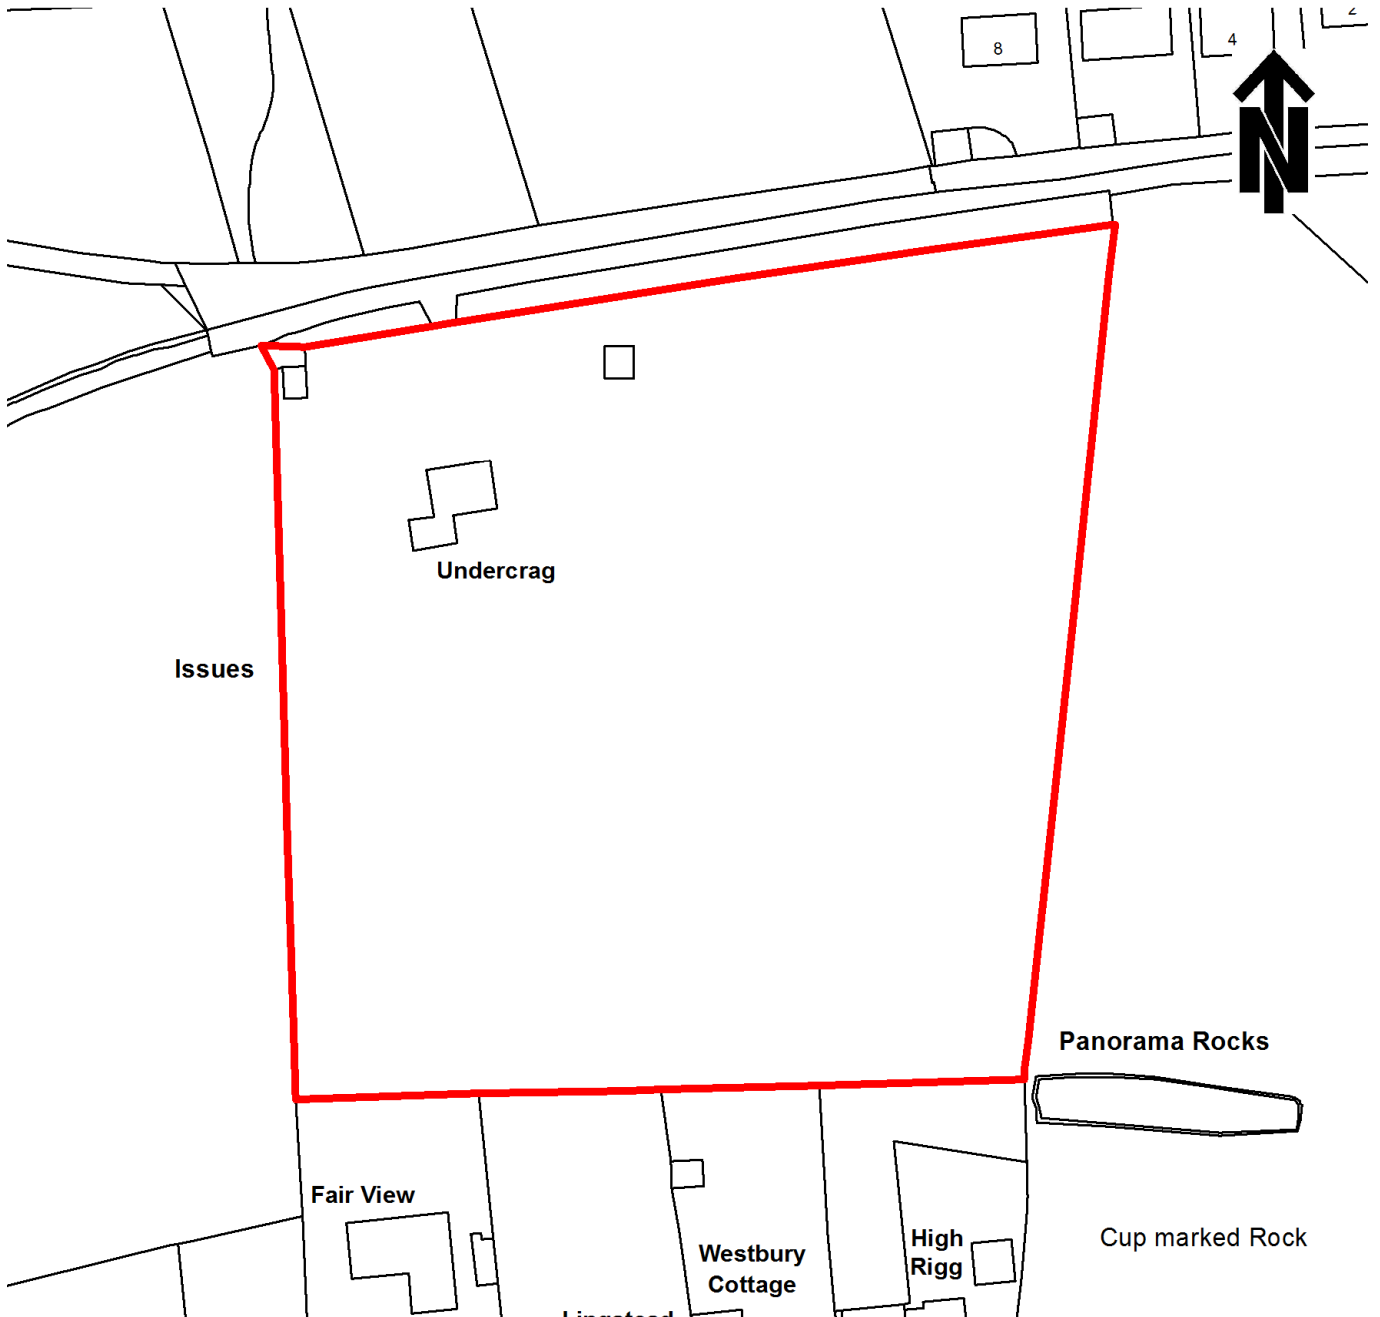 2
8
4
N
Undercrag
Issues
Panorama Rocks
Fair View
Cup marked Rock
High
Rigg
Westbury
Cottage